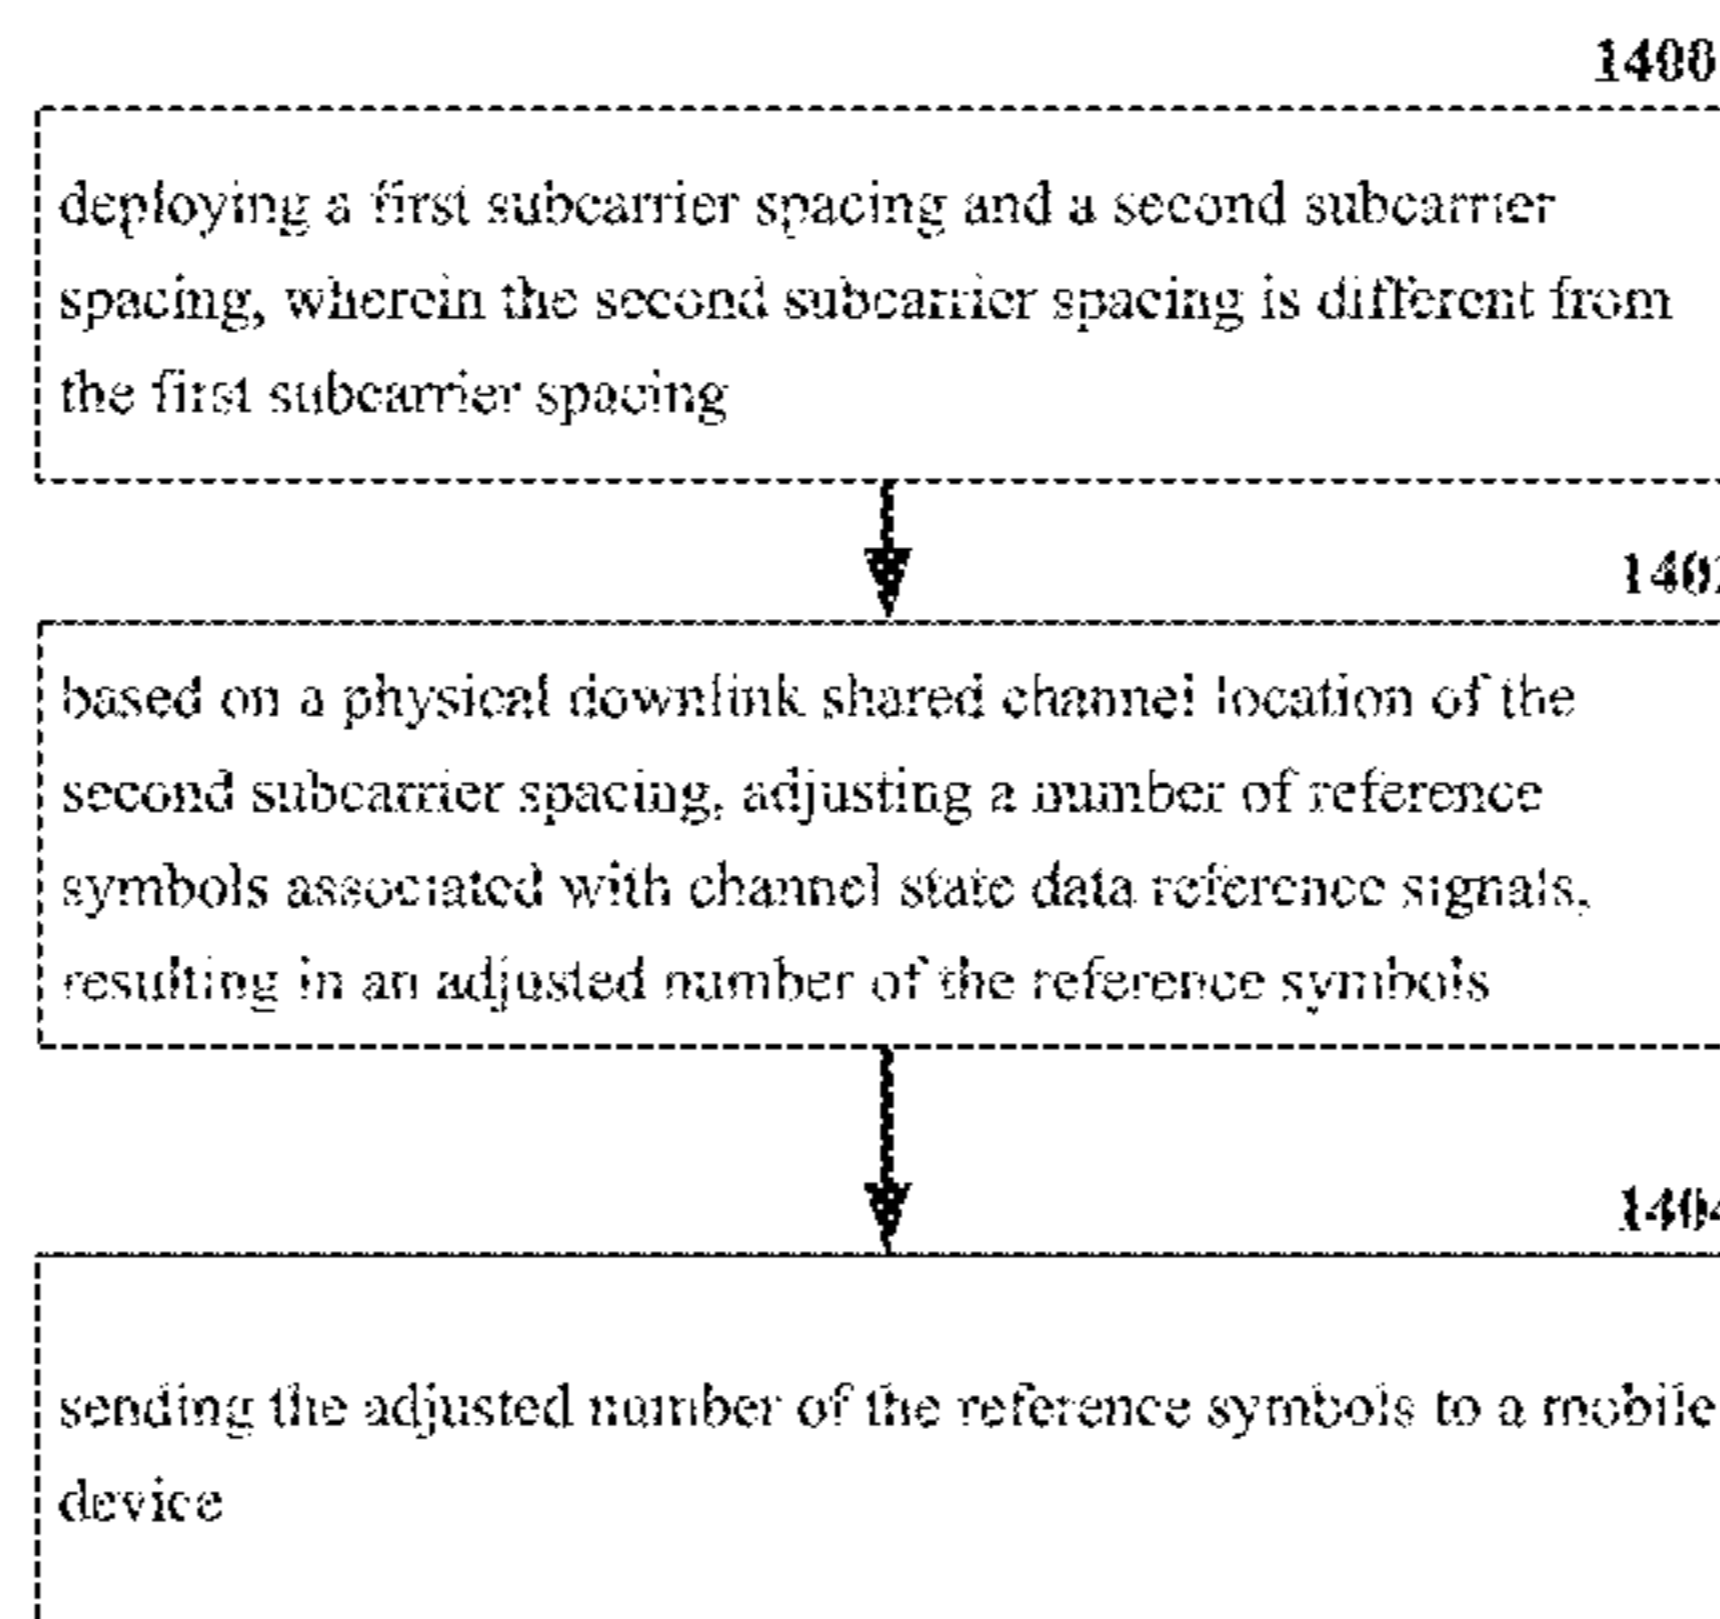 1400
deploying a first subcarrier spacing and a second subcarrier
spacing, wherein the second subcarrier spacing is different from
the first subcarrier spacing
1402
based on a physical downlink shared channel location of the
second subcarrier spacing, adjusting a number of reference
symbols associated with channel state data reference signals,
resulting in an adjusted number of the reference symbols
1404
sending the adjusted number of the reference symbols to a mobile
device